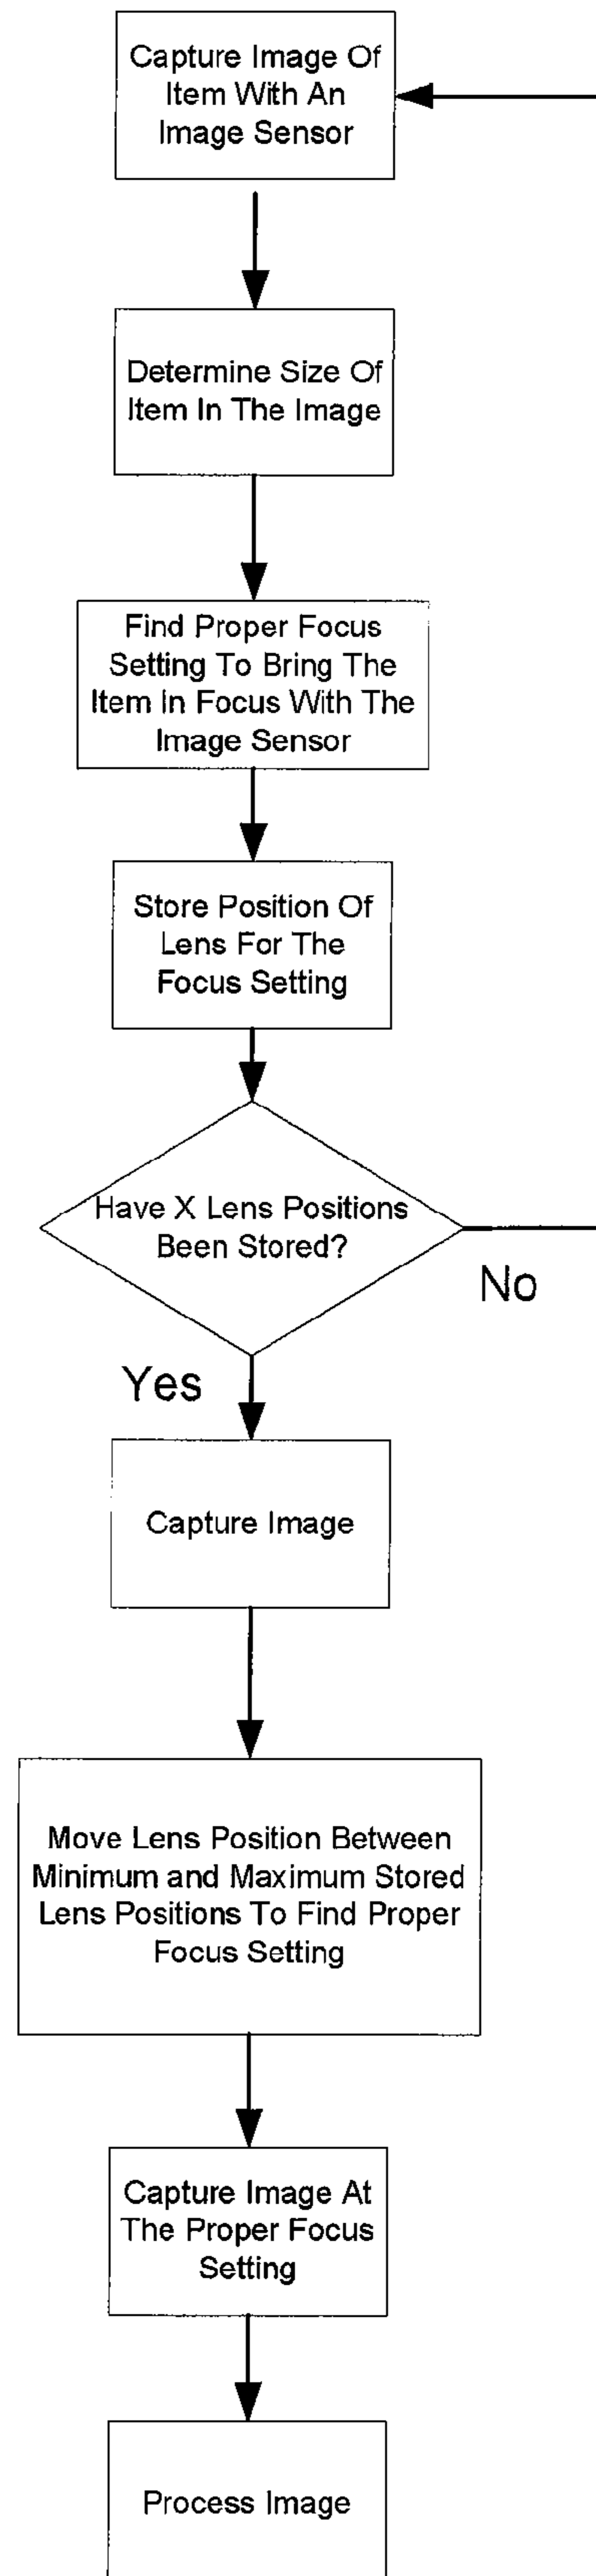 Capture Image Of
Item With An
Image Sensor
Determine Size Of
Item In The Image
Find Proper Focus
Setting To Bring The
Item In Focus With The
Image Sensor
Store Position Of
Lens For The
Focus Setting
Have X Lens Positions
Been Stored?
No
Yes
Capture Image
Move Lens Position Between
Minimum and Maximum Stored
Lens Positions To Find Proper
Focus Setting
Capture Image At
The Proper Focus
Setting
Process Image